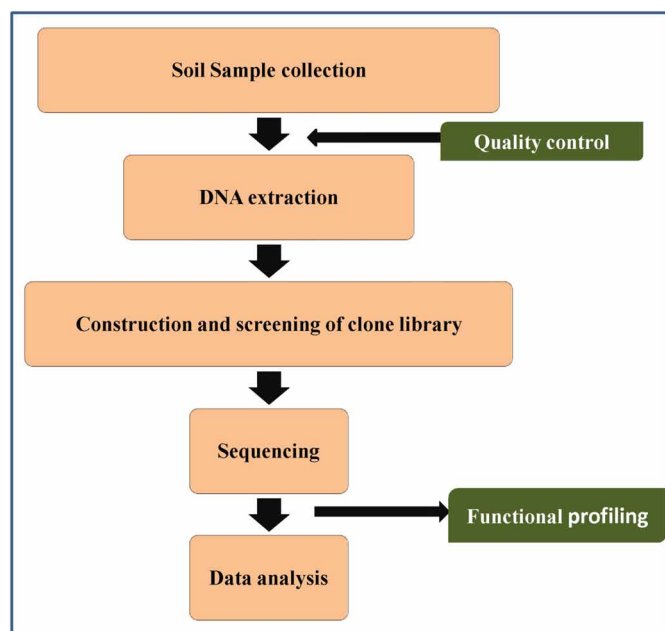 Soil Sample collection
Quality control
DNA extraction
Construction and screening of clone library
Sequencing
Functional profiling
Data analysis